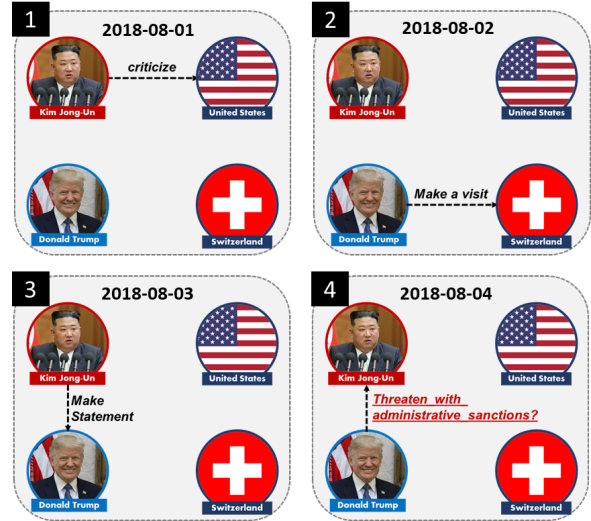 1
2018-08-01
criticize
Kim Jong-Un
United States
Donald Trump
Switzerland
2
2018-08-02
Kim Jong-Un
United States
Make a visit
Donald Trump
Switzerland
3
2018-08-03
Kim Jong-Un
United States
Make
Statement
Donald Trump
Switzerland
4
2018-08-04
Kim Jong-Un
United States
Threaten with
administrative sanctions?
Donald Trump
Switzerland